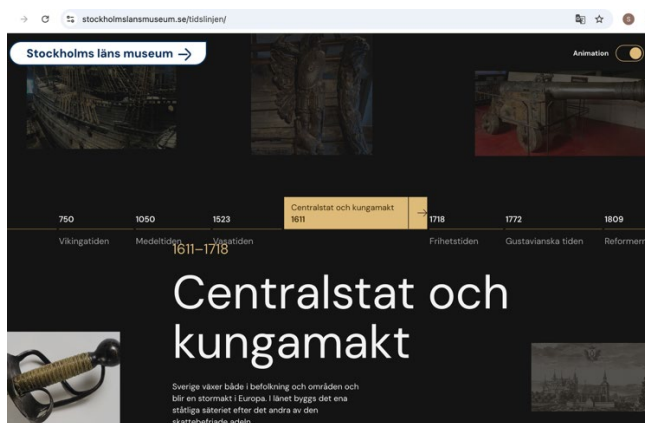 stockholmslansmuseum.se/tidslinjen/
S
Stockholms läns museum →
Animation
Centralstat och kungamakt
750 1050 1523 1611 → 1718 1772 1809
Vikingatiden Medeltiden Vasatiden Frihetstiden Gustavianska tiden
1611–1718
Centralstat och
kungamakt
Sverige växer både i befolkning och områden och
blir en stormakt i Europa. I länet byggs det ena
ståtliga säteriet efter det andra av den
skattebefriade adeln